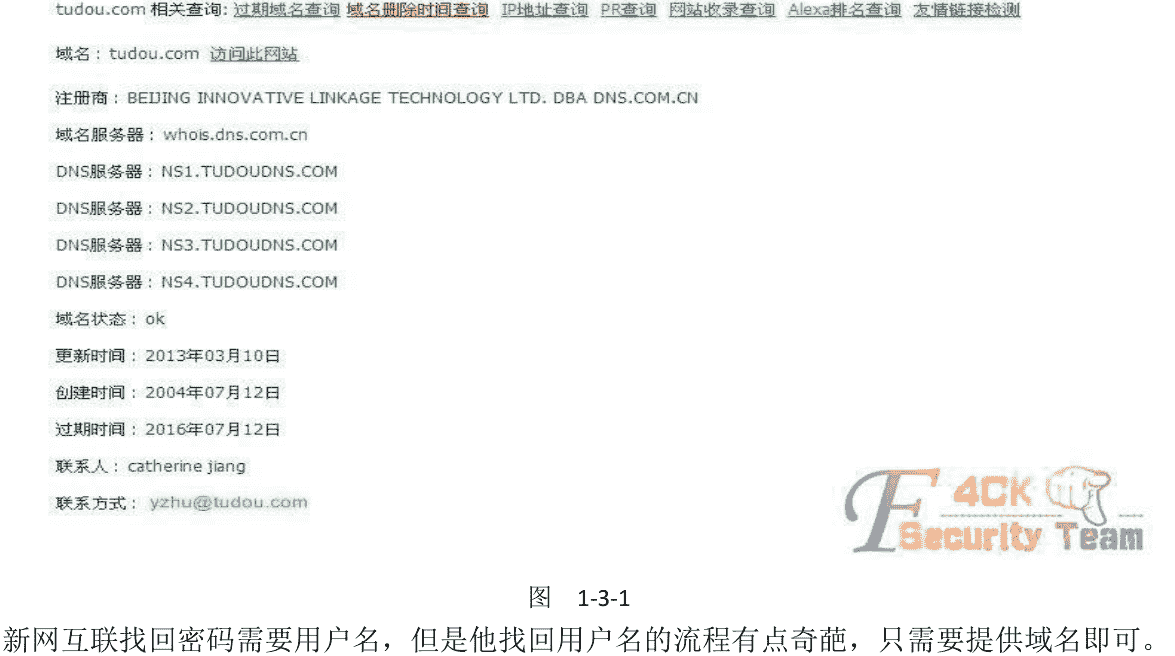 tudou.com 相关查询: 过期域名查询 域名删除时间查询 IP地址查询 PR查询 网站收录查询 Alexa排名查询 友情链接检测
域名：tudou.com 访问此网站
注册商：BEIJING INNOVATIVE LINKAGE TECHNOLOGY LTD. DBA DNS.COM.CN
域名服务器：whois.dns.com.cn
DNS服务器：NS1.TUDOUDNS.COM
DNS服务器：NS2.TUDOUDNS.COM
DNS服务器：NS3.TUDOUDNS.COM
DNS服务器：NS4.TUDOUDNS.COM
域名状态：ok
更新时间：2013年03月10日
创建时间：2004年07月12日
过期时间：2016年07月12日
联系人：catherine jiang
联系方式：yzhu@tudou.com
F4CK
Security Team
图 1-3-1
新网互联找回密码需要用户名，但是他找回用户名的流程有点奇葩，只需要提供域名即可。